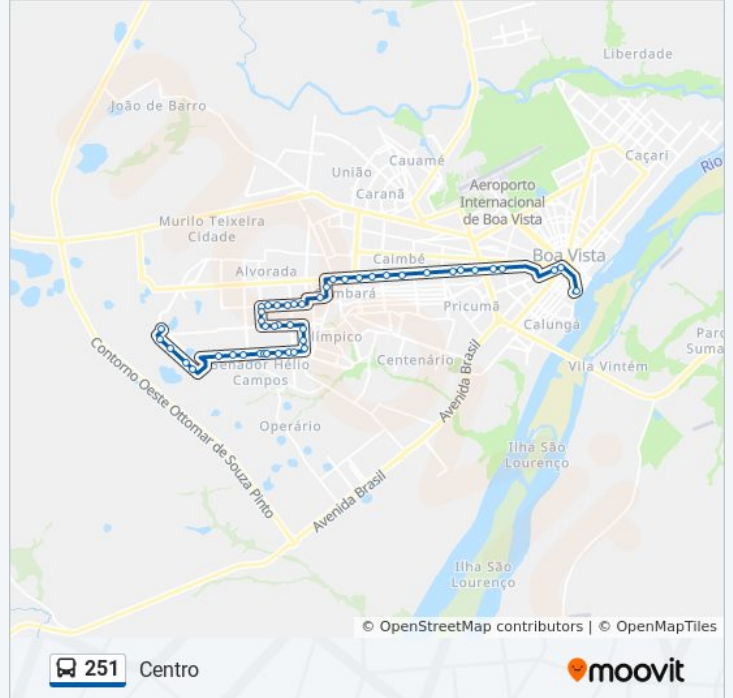 Liberdade
João de Barro
Cauamé
União
Caçari
Rio
Caranã
Aeroporto
Internacional
de Boa Vista
Murilo Teixeira
Cidade
Boa Vista
Caimbé
Alvorada
mbará
Pricumã
Calungá
límpico
Parq
Suma
Centenário
Vila Vintém
Senador Hélio
Campos
Avenida Brasil
Contorno Oeste Ottomar de Souza Pinto
Operário
Ilha São
Lourenço
Avenida Brasil
Ilha São
Lourenço
© OpenStreetMap contributors | © OpenMapTiles
251 Centro
moovit